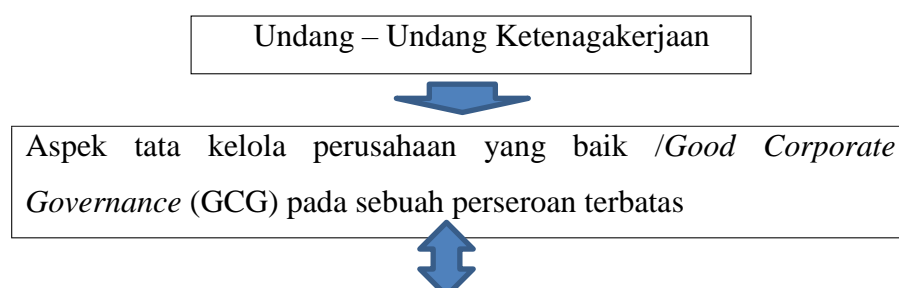 Undang – Undang Ketenagakerjaan
Aspek tata kelola perusahaan yang baik /Good Corporate
Governance (GCG) pada sebuah perseroan terbatas